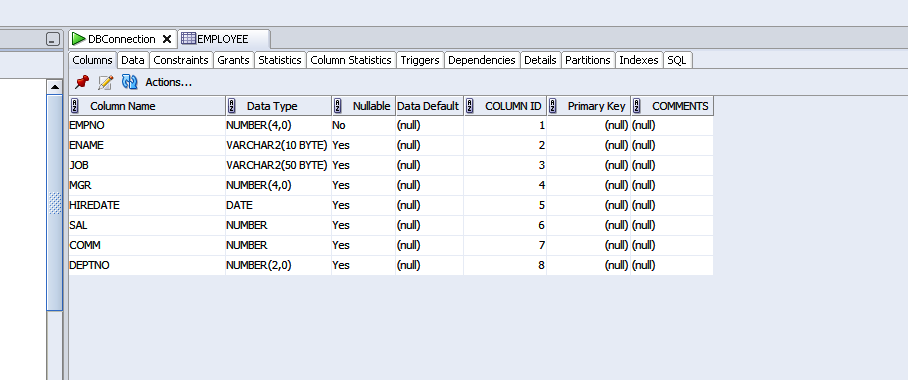 DBConnection EMPLOYEE
Columns Data Constraints Grants Statistics Column Statistics Triggers Dependencies Details Partitions Indexes SQL
Actions...
Column Name Data Type Nullable Data Default COLUMN ID Primary Key COMMENTS
EMPNO NUMBER(4,0) No (null) 1 (null) (null)
ENAME VARCHAR2(10 BYTE) Yes (null) 2 (null) (null)
JOB VARCHAR2(50 BYTE) Yes (null) 3 (null) (null)
MGR NUMBER(4,0) Yes (null) 4 (null) (null)
HIREDATE DATE Yes (null) 5 (null) (null)
SAL NUMBER Yes (null) 6 (null) (null)
COMM NUMBER Yes (null) 7 (null) (null)
DEPTNO NUMBER(2,0) Yes (null) 8 (null) (null)